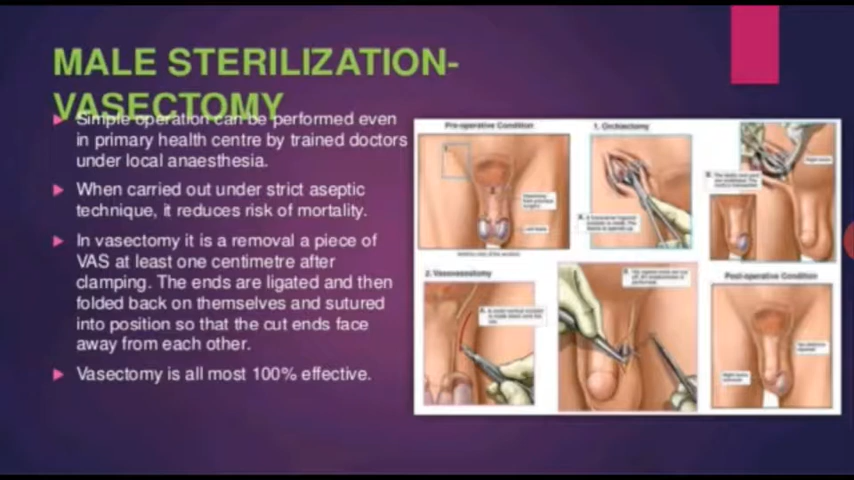 MALE STERILIZATION-
VASECTOMY
Simple operation can be performed even
in primary health centre by trained doctors
under local anaesthesia.
When carried out under strict aseptic
technique, it reduces risk of mortality.
In vasectomy it is a removal a piece of
VAS at least one centimetre after
clamping. The ends are ligated and then
folded back on themselves and sutured
into position so that the cut ends face
away from each other.
Vasectomy is all most 100% effective.
Pre-operative Condition
1. Orchiectomy
2. Vasovasostomy
Post-operative Condition